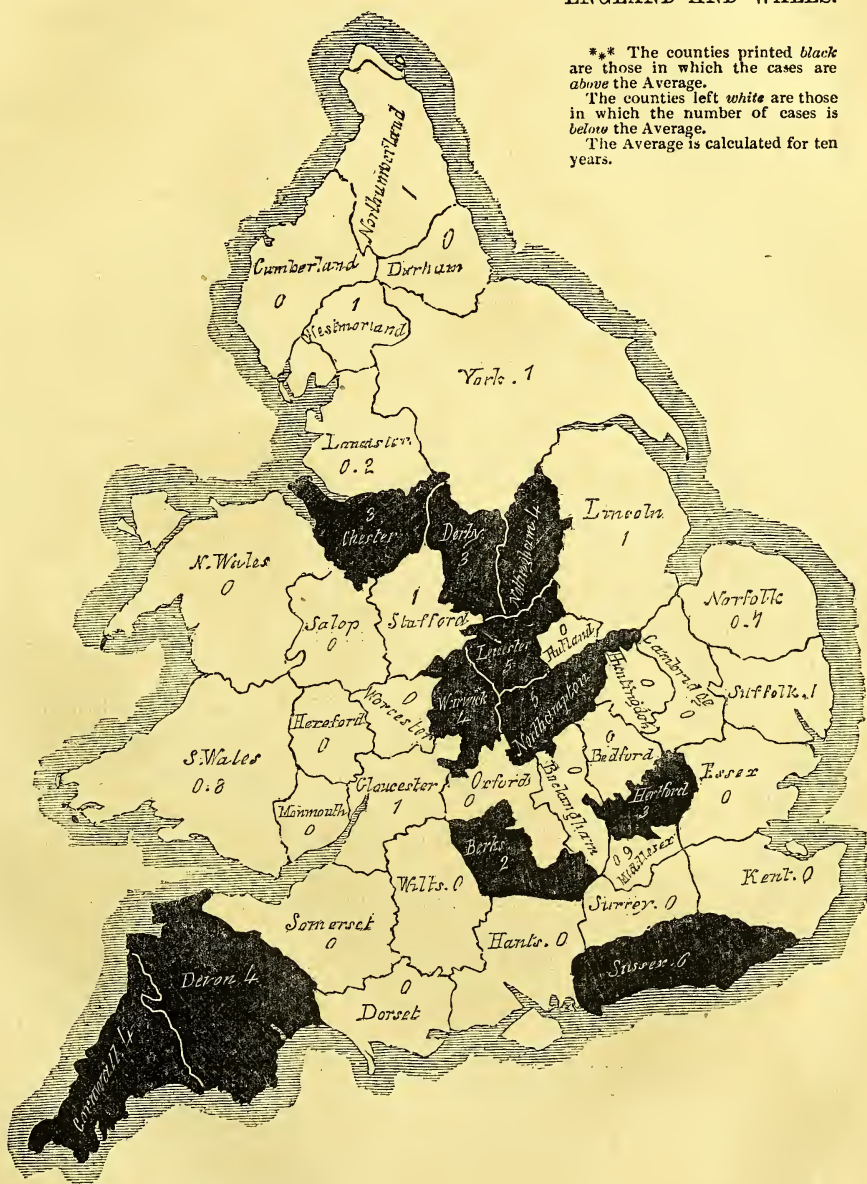 ENGLAND AND WALES.
*** The counties printed black
are those in which the cases are
above the Average.
The counties left white are those
in which the number of cases is
below the Average.
The Average is calculated for ten
years.
Northumberland
1
Cumberland
0
0
Durham
1
Westmorland
York. 1
Lancaster.
0.2
3
Chester
Derby
3
Nottingham 4
Lincoln
1
N. Wales
0
Salop
0
1
Stafford
Leicester
5
0
Rutland
Norfolk
0.7
Cambridge
0
Huntingdon
0
Suffolk. 1
Warwick
4
5
Northampton
0
Worcester
Hereford
0
S. Wales
0.8
Monmouth
0
Gloucester
1
Oxford
0
0
Buckingham
0
Bedford
Hertford
3
Essex
0
0 9
Middlesex
Berks.
2
Wilts. 0
Surrey. 0
Kent. 0
Somerset
0
Hants. 0
Sussex. 6
Devon 4
0
Dorset
Cornwall. 4